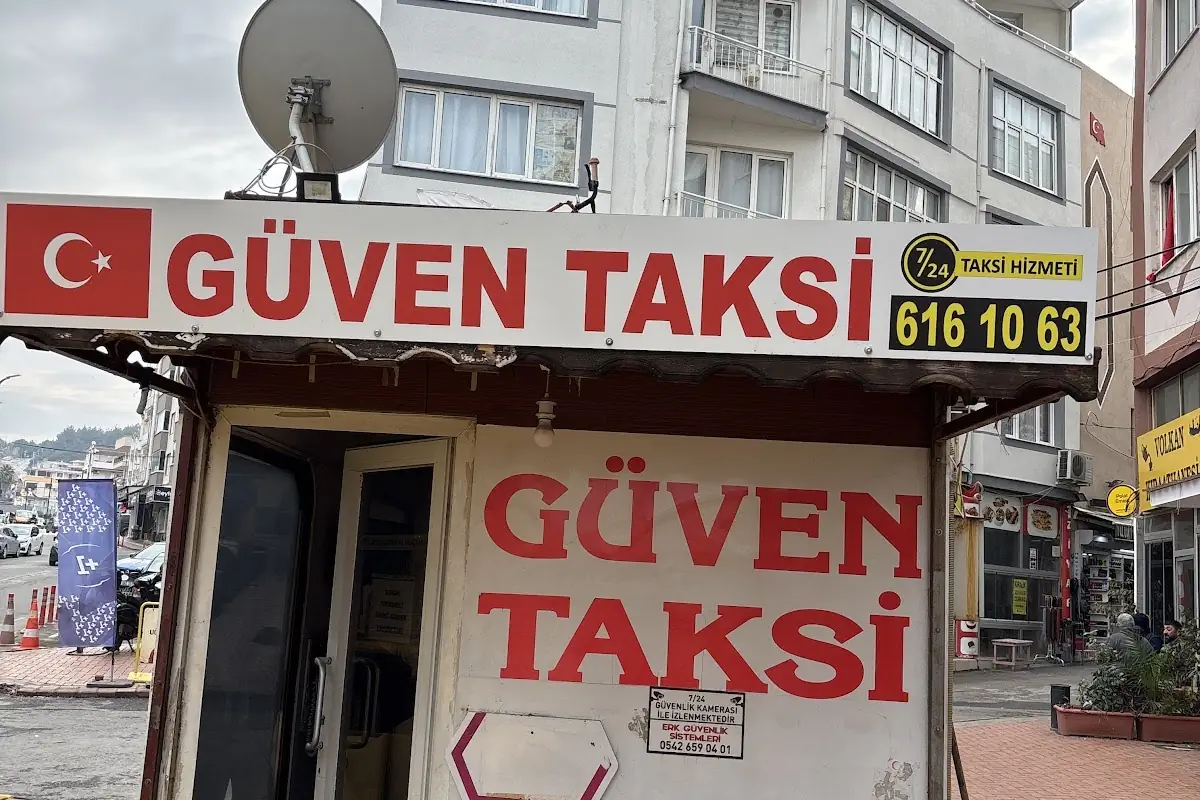 GÜVEN TAKSİ
7/24
TAKSİ HİZMETİ
616 10 63
GÜVEN
TAKSİ
7/24
GÜVENLİK KAMERASI
İLE İZLENMEKTEDİR
ERK GÜVENLİK
SİSTEMLERİ
0542 659 04 01
VOLKAN
+1